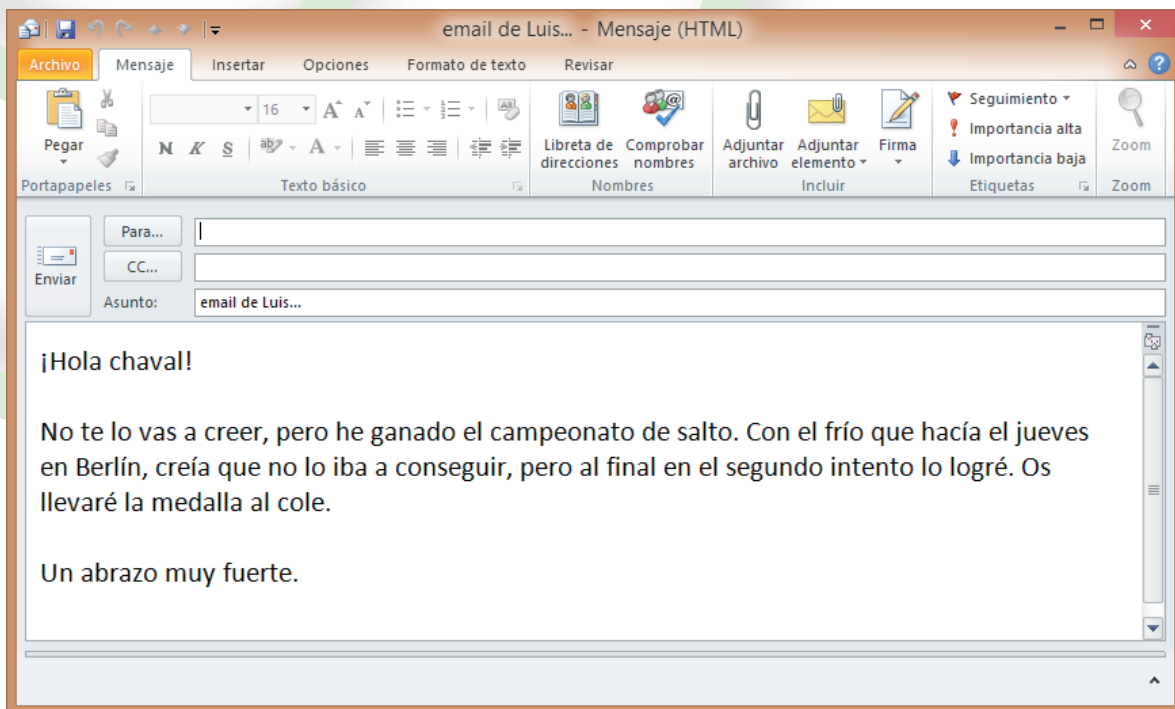 email de Luis... - Mensaje (HTML)
Archivo Mensaje Insertar Opciones Formato de texto Revisar
Pegar
Portapapeles
16
N K S
Texto básico
Libreta de direcciones
Comprobar nombres
Nombres
Adjuntar archivo
Adjuntar elemento
Firma
Incluir
Seguimiento
Importancia alta
Importancia baja
Etiquetas
Zoom
Zoom
Enviar
Para...
CC...
Asunto: email de Luis...
¡Hola chaval!
No te lo vas a creer, pero he ganado el campeonato de salto. Con el frío que hacía el jueves
en Berlín, creía que no lo iba a conseguir, pero al final en el segundo intento lo logré. Os
llevaré la medalla al cole.
Un abrazo muy fuerte.